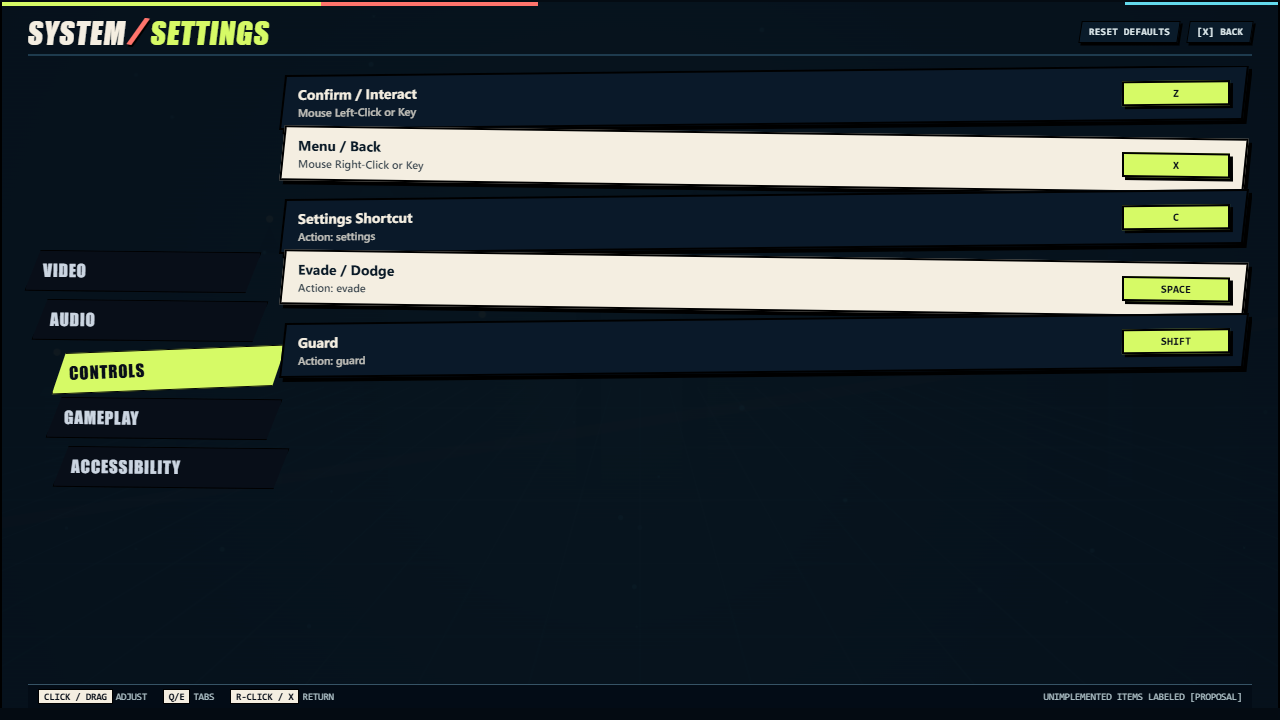 SYSTEM/SETTINGS
RESET DEFAULTS
[X] BACK
VIDEO
AUDIO
CONTROLS
GAMEPLAY
ACCESSIBILITY
Confirm / Interact
Mouse Left-Click or Key
Z
Menu / Back
Mouse Right-Click or Key
X
Settings Shortcut
Action: settings
C
Evade / Dodge
Action: evade
SPACE
Guard
Action: guard
SHIFT
CLICK / DRAG ADJUST Q/E TABS R-CLICK / X RETURN
UNIMPLEMENTED ITEMS LABELED [PROPOSAL]